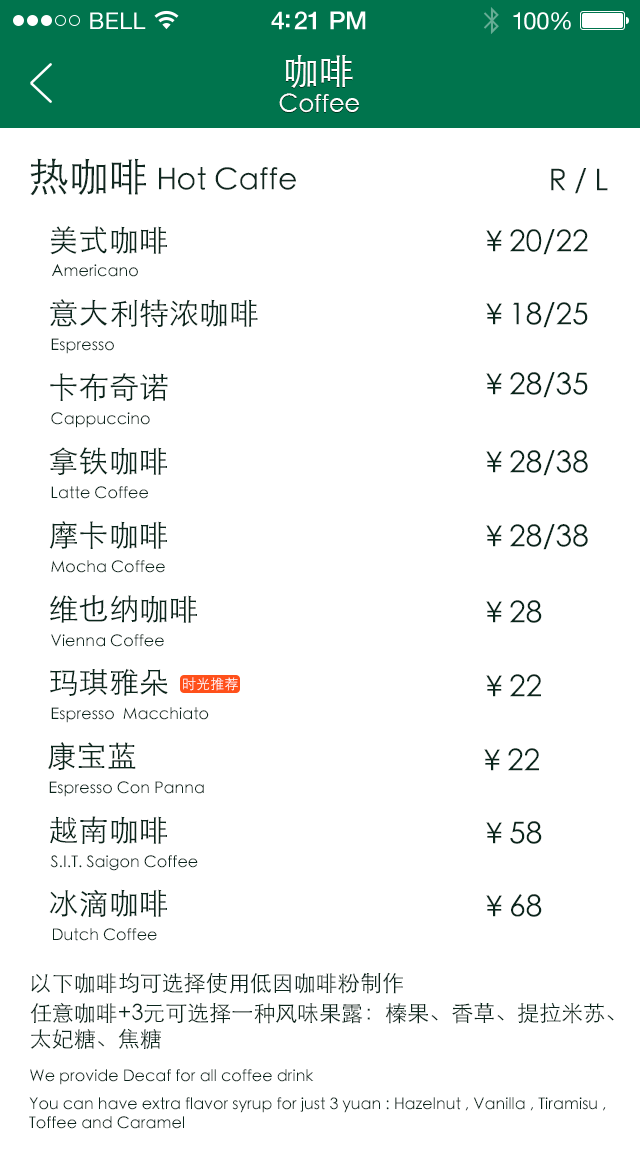 BELL 4:21 PM 100%
咖啡
Coffee
热咖啡 Hot Caffe R / L
美式咖啡 ¥20/22
Americano
意大利特浓咖啡 ¥18/25
Espresso
卡布奇诺 ¥28/35
Cappuccino
拿铁咖啡 ¥28/38
Latte Coffee
摩卡咖啡 ¥28/38
Mocha Coffee
维也纳咖啡 ¥28
Vienna Coffee
玛琪雅朵 时光推荐 ¥22
Espresso Macchiato
康宝蓝 ¥22
Espresso Con Panna
越南咖啡 ¥58
S.I.T. Saigon Coffee
冰滴咖啡 ¥68
Dutch Coffee
以下咖啡均可选择使用低因咖啡粉制作
任意咖啡+3元可选择一种风味果露：榛果、香草、提拉米苏、
太妃糖、焦糖
We provide Decaf for all coffee drink
You can have extra flavor syrup for just 3 yuan : Hazelnut , Vanilla , Tiramisu ,
Toffee and Caramel